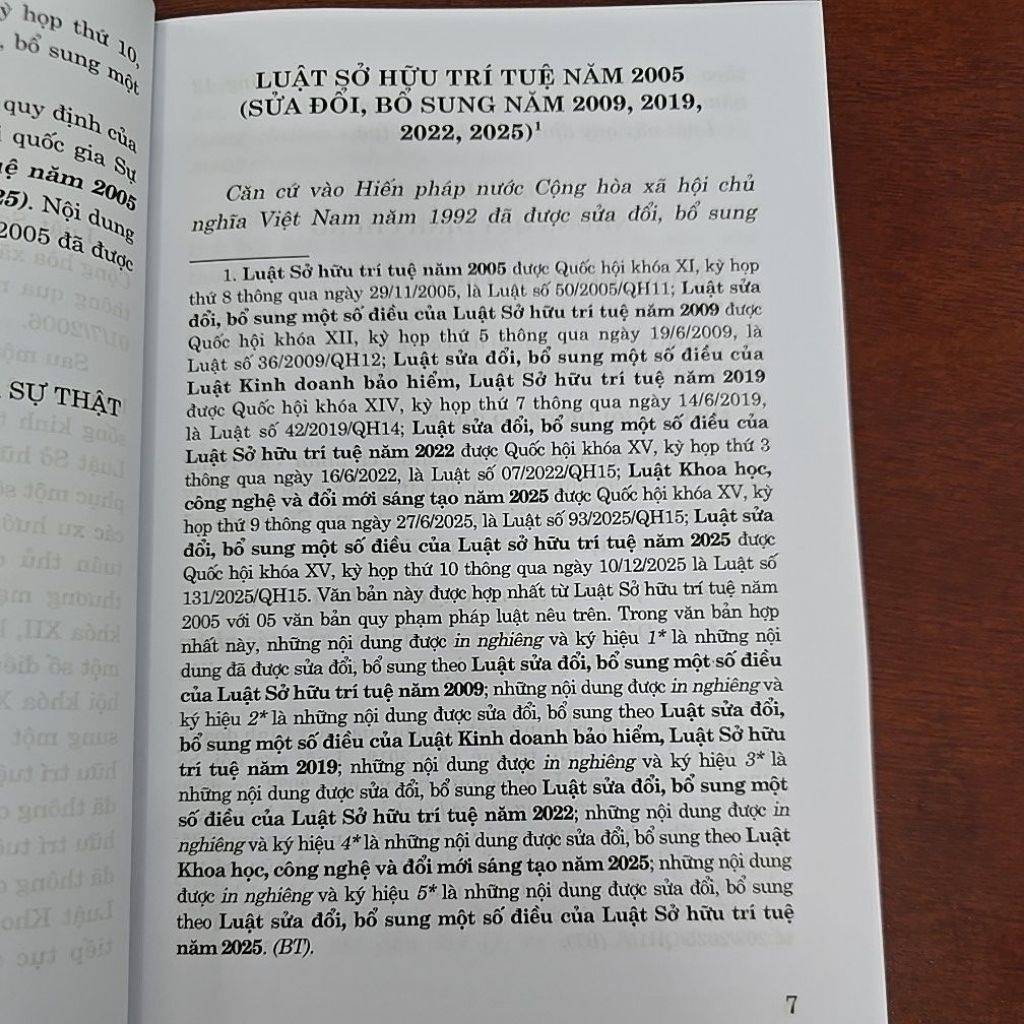 ỳ họp thứ 10,
, bổ sung một
quy định của
quốc gia Sự
năm 2005
Nội dung
2005 đã được
SỰ THẬT
LUẬT SỞ HỮU TRÍ TUỆ NĂM 2005
(SỬA ĐỔI, BỔ SUNG NĂM 2009, 2019,
2022, 2025)¹
Căn cứ vào Hiến pháp nước Cộng hòa xã hội chủ
nghĩa Việt Nam năm 1992 đã được sửa đổi, bổ sung
1. Luật Sở hữu trí tuệ năm 2005 được Quốc hội khóa XI, kỳ họp
thứ 8 thông qua ngày 29/11/2005, là Luật số 50/2005/QH11; Luật sửa
đổi, bổ sung một số điều của Luật Sở hữu trí tuệ năm 2009 được
Quốc hội khóa XII, kỳ họp thứ 5 thông qua ngày 19/6/2009, là
Luật số 36/2009/QH12; Luật sửa đổi, bổ sung một số điều của
Luật Kinh doanh bảo hiểm, Luật Sở hữu trí tuệ năm 2019
được Quốc hội khóa XIV, kỳ họp thứ 7 thông qua ngày 14/6/2019,
là Luật số 42/2019/QH14; Luật sửa đổi, bổ sung một số điều của
Luật Sở hữu trí tuệ năm 2022 được Quốc hội khóa XV, kỳ họp thứ 3
thông qua ngày 16/6/2022, là Luật số 07/2022/QH15; Luật Khoa học,
công nghệ và đổi mới sáng tạo năm 2025 được Quốc hội khóa XV, kỳ
họp thứ 9 thông qua ngày 27/6/2025, là Luật số 93/2025/QH15; Luật sửa
đổi, bổ sung một số điều của Luật sở hữu trí tuệ năm 2025 được
Quốc hội khóa XV, kỳ họp thứ 10 thông qua ngày 10/12/2025 là Luật số
131/2025/QH15. Văn bản này được hợp nhất từ Luật Sở hữu trí tuệ năm
2005 với 05 văn bản quy phạm pháp luật nêu trên. Trong văn bản hợp
nhất này, những nội dung được in nghiêng và ký hiệu 1* là những nội
dung đã được sửa đổi, bổ sung theo Luật sửa đổi, bổ sung một số điều
của Luật Sở hữu trí tuệ năm 2009; những nội dung được in nghiêng và
ký hiệu 2* là những nội dung được sửa đổi, bổ sung theo Luật sửa đổi,
bổ sung một số điều của Luật Kinh doanh bảo hiểm, Luật Sở hữu
trí tuệ năm 2019; những nội dung được in nghiêng và ký hiệu 3* là
những nội dung được sửa đổi, bổ sung theo Luật sửa đổi, bổ sung một
số điều của Luật Sở hữu trí tuệ năm 2022; những nội dung được in
nghiêng và ký hiệu 4* là những nội dung được sửa đổi, bổ sung theo Luật
Khoa học, công nghệ và đổi mới sáng tạo năm 2025; những nội dung
được in nghiêng và ký hiệu 5* là những nội dung được sửa đổi, bổ sung
theo Luật sửa đổi, bổ sung một số điều của Luật Sở hữu trí tuệ
năm 2025. (BT).
7